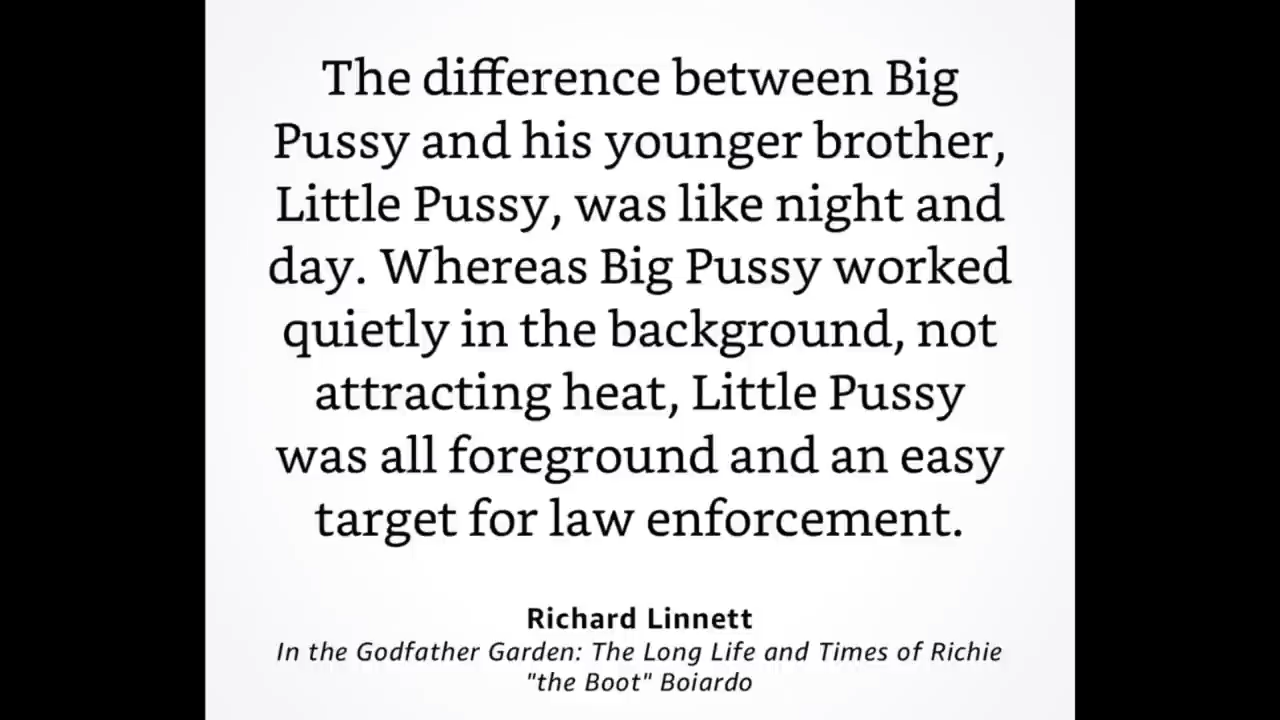 The difference between Big
Pussy and his younger brother,
Little Pussy, was like night and
day. Whereas Big Pussy worked
quietly in the background, not
attracting heat, Little Pussy
was all foreground and an easy
target for law enforcement.
Richard Linnett
In the Godfather Garden: The Long Life and Times of Richie
"the Boot" Boiardo